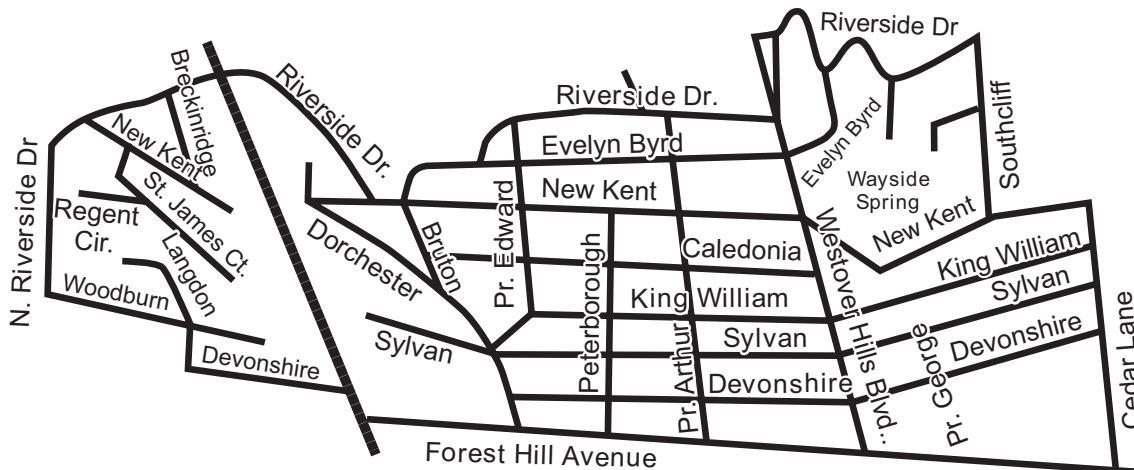 Riverside Dr
Breckinridge
Riverside Dr.
Riverside Dr.
New Kent
Evelyn Byrd
Evelyn Byrd
Southcliff
N. Riverside Dr
St. James Ct.
Regent
Cir.
Langdon
Woodburn
Devonshire
Dorchester
Bruton
Pr. Edward
New Kent
Wayside
Spring
New Kent
Caledonia
King William
Peterborough
King William
Westover Hills Blvd..
Sylvan
Sylvan
Sylvan
Pr. Arthur
Devonshire
Pr. George
Devonshire
Cedar Lane
Forest Hill Avenue